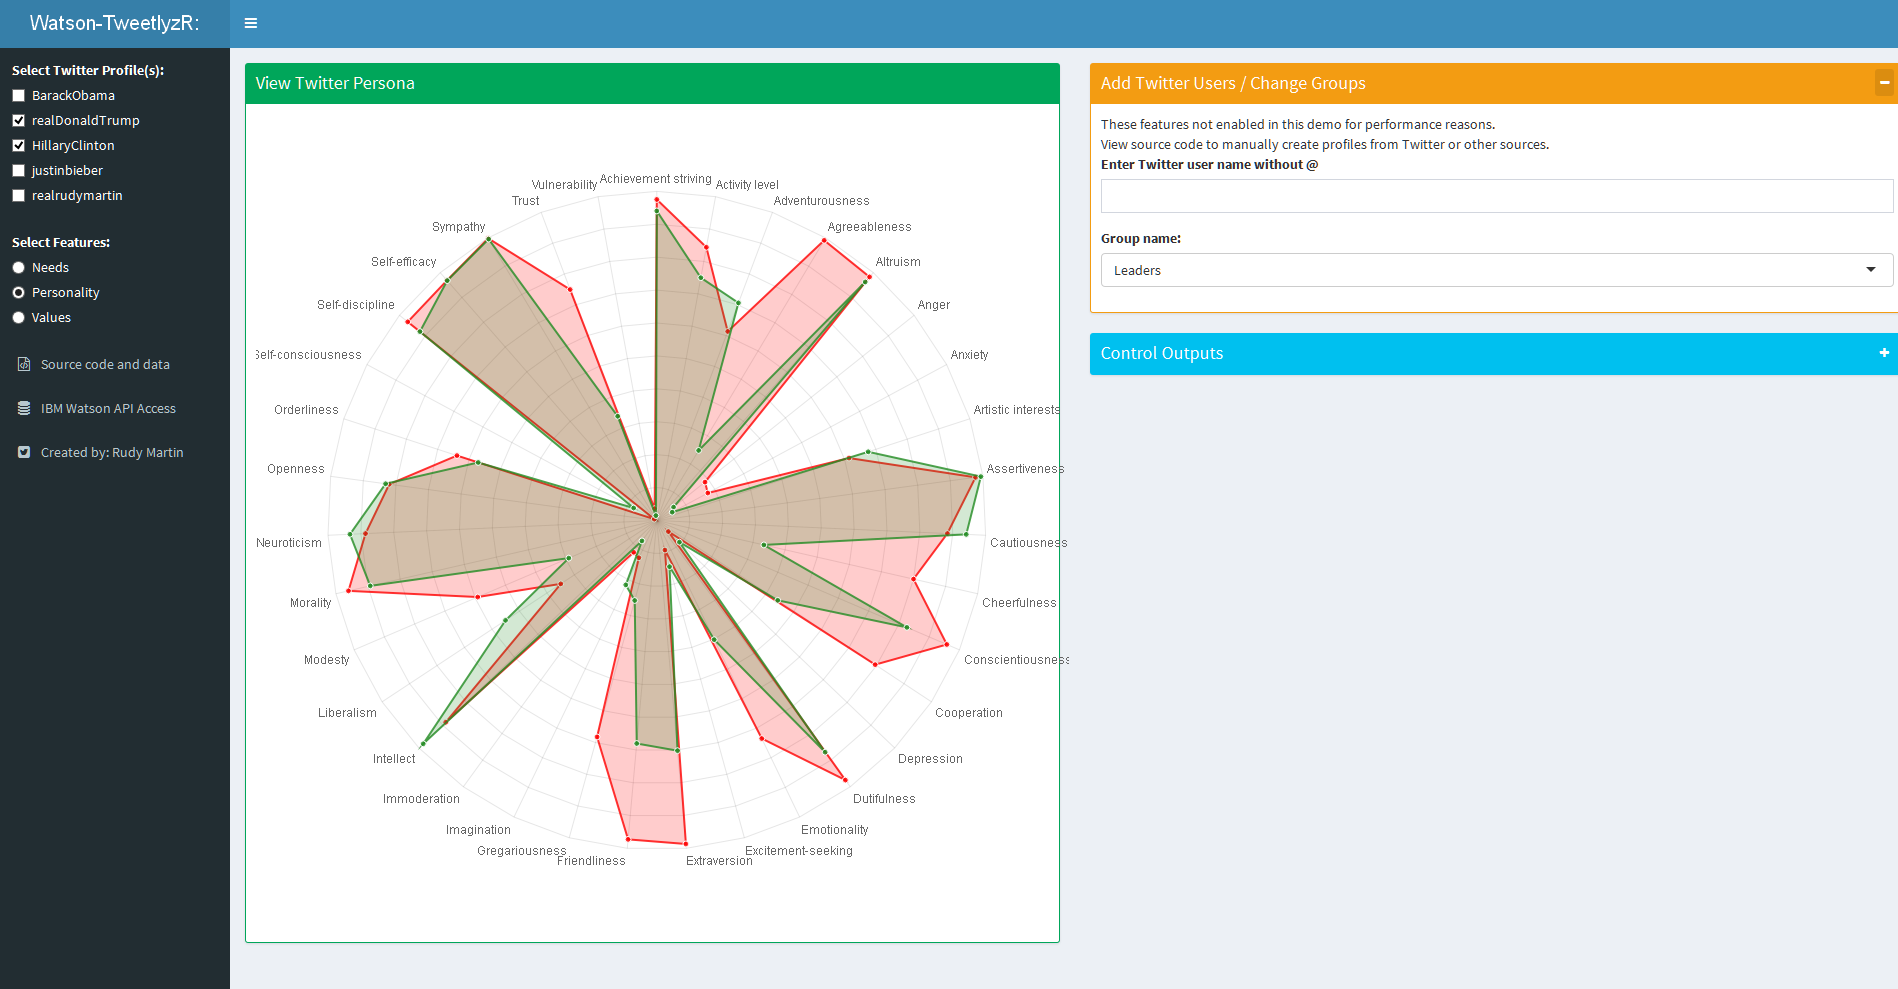 Watson-TweetlyzR:
Select Twitter Profile(s):
BarackObama
realDonaldTrump
HillaryClinton
justinbieber
realrudymartin
Select Features:
Needs
Personality
Values
Source code and data
IBM Watson API Access
Created by: Rudy Martin
View Twitter Persona
Achievement striving
Activity level
Adventurousness
Agreeableness
Altruism
Anger
Anxiety
Artistic interests
Assertiveness
Cautiousness
Cheerfulness
Conscientiousness
Cooperation
Depression
Dutifulness
Emotionality
Excitement-seeking
Extraversion
Friendliness
Gregariousness
Imagination
Immoderation
Intellect
Liberalism
Modesty
Morality
Neuroticism
Openness
Orderliness
Self-consciousness
Self-discipline
Self-efficacy
Sympathy
Trust
Vulnerability
Add Twitter Users / Change Groups
These features not enabled in this demo for performance reasons.
View source code to manually create profiles from Twitter or other sources.
Enter Twitter user name without @
Group name:
Leaders
Control Outputs